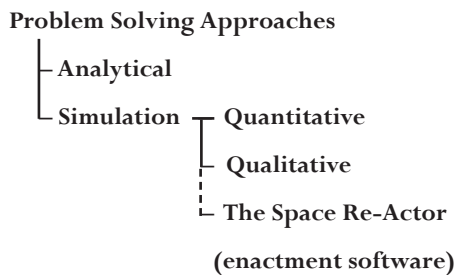 Problem Solving Approaches
Analytical
Simulation Quantitative
Qualitative
The Space Re-Actor
(enactment software)